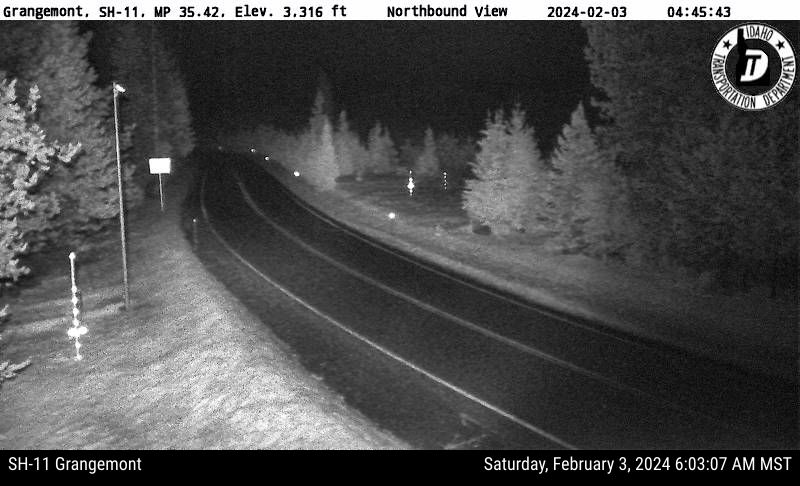 Grangemont, SH-11, MP 35.42, Elev. 3,316 ft Northbound View 2024-02-03 04:45:43
IDAHO
TRANSPORTATION DEPARTMENT
SH-11 Grangemont Saturday, February 3, 2024 6:03:07 AM MST